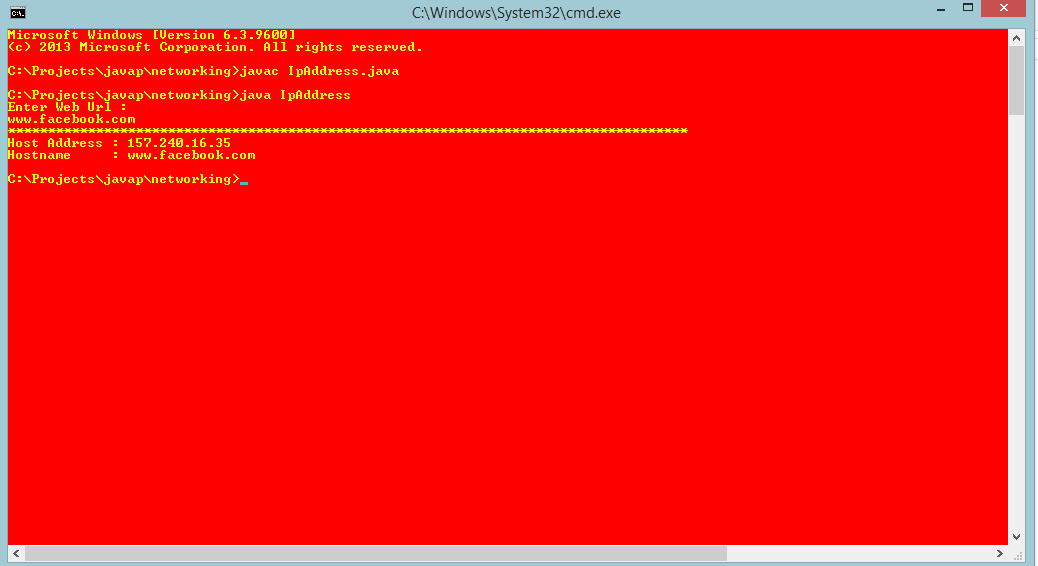 C:\Windows\System32\cmd.exe
Microsoft Windows [Version 6.3.9600]
(c) 2013 Microsoft Corporation. All rights reserved.
C:\Projects\javap\networking>javac IpAddress.java
C:\Projects\javap\networking>java IpAddress
Enter Web Url :
www.facebook.com
*************************************************************************************
Host Address : 157.240.16.35
Hostname     : www.facebook.com
C:\Projects\javap\networking>_